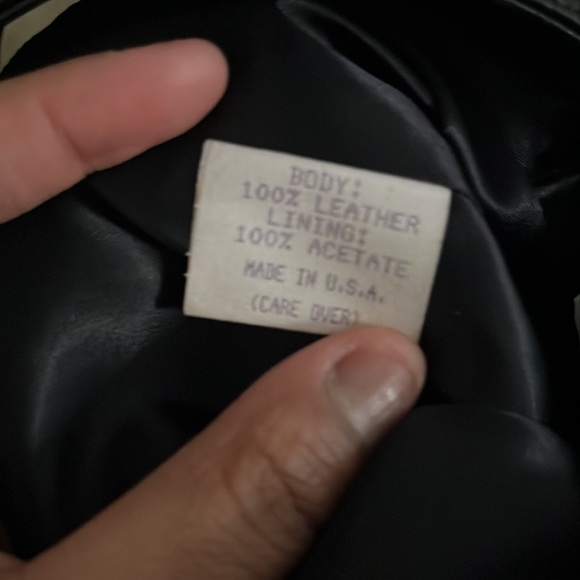 BODY:
100% LEATHER
LINING:
100% ACETATE
MADE IN U.S.A.
(CARE OVER)